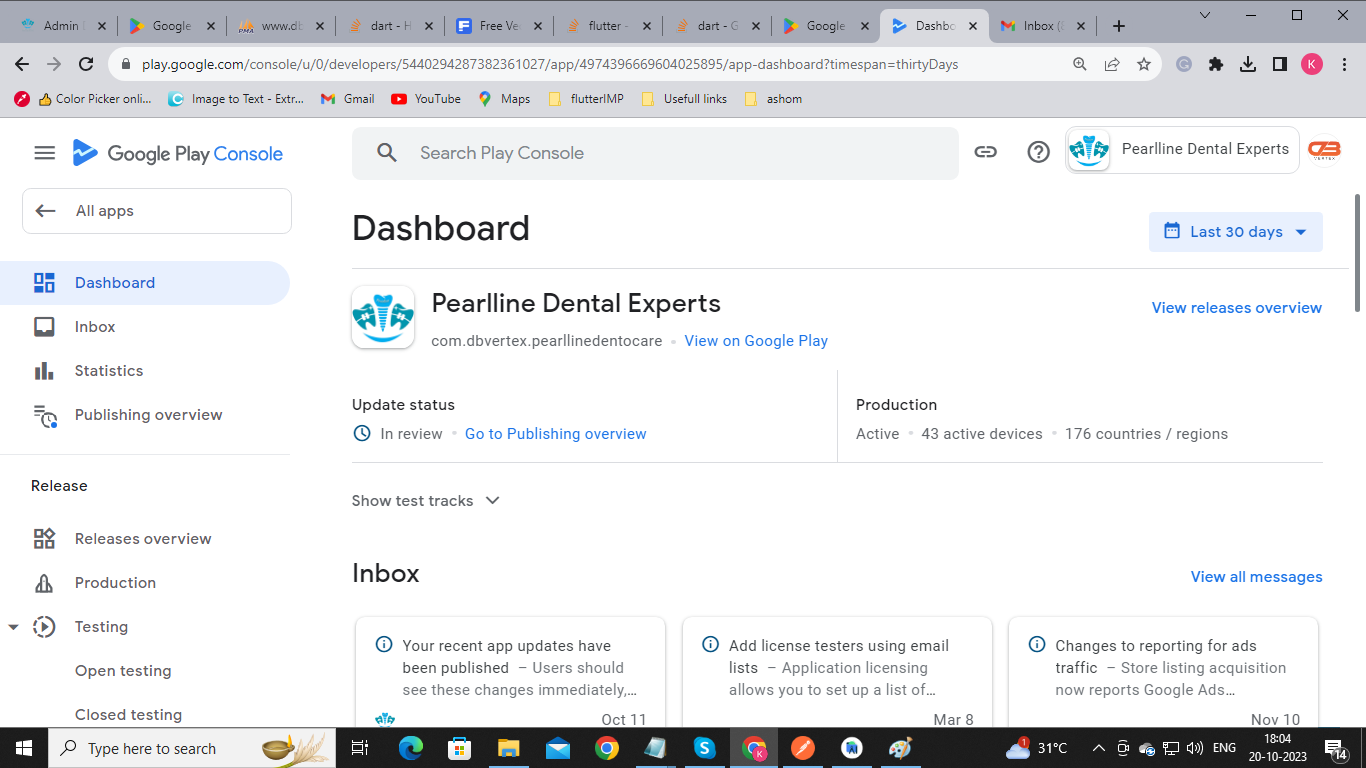 Admin
Google
www.db
dart - H
Free Ve
flutter -
dart - G
Google
Dashbo
Inbox (
play.google.com/console/u/0/developers/5440294287382361027/app/4974396669604025895/app-dashboard?timespan=thirtyDays
K
Color Picker onli...
Image to Text - Extr...
Gmail
YouTube
Maps
flutterIMP
Usefull links
ashom
Google Play Console
Search Play Console
Pearlline Dental Experts
All apps
Dashboard
Last 30 days
Dashboard
Inbox
Statistics
Publishing overview
Pearlline Dental Experts
View releases overview
com.dbvertex.pearllinedentocare • View on Google Play
Update status
In review • Go to Publishing overview
Production
Active • 43 active devices • 176 countries / regions
Release
Show test tracks
Releases overview
Production
Testing
Open testing
Closed testing
Inbox
View all messages
Your recent app updates have
been published – Users should
see these changes immediately,...
Oct 11
Add license testers using email
lists – Application licensing
allows you to set up a list of...
Mar 8
Changes to reporting for ads
traffic – Store listing acquisition
now reports Google Ads...
Nov 10
Type here to search
31°C
ENG
18:04
20-10-2023
14